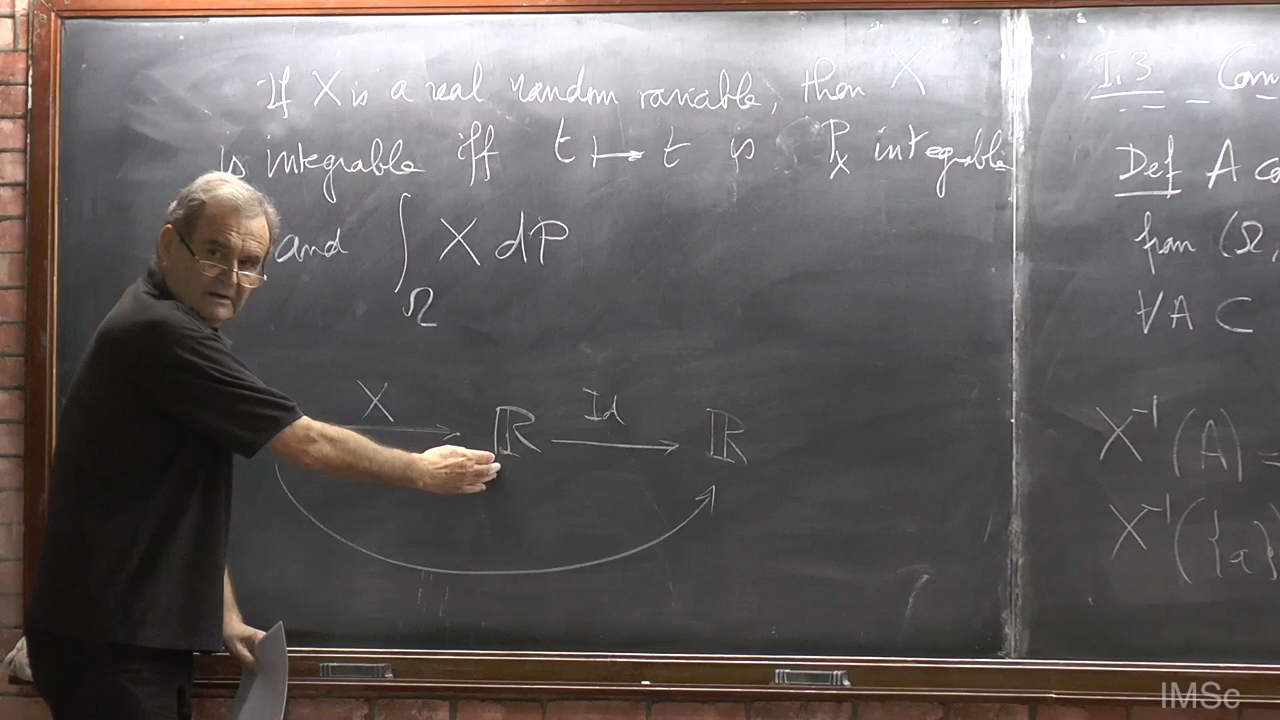 If X is a real random variable, then X
is integrable iff t ↦ t is P_X integrable
and ∫_Ω X dP
X
ℝ Id ℝ
I.3 Con
Def A co
from (Ω,
∀A ⊂
X⁻¹(A) =
X⁻¹({a}
IMSc